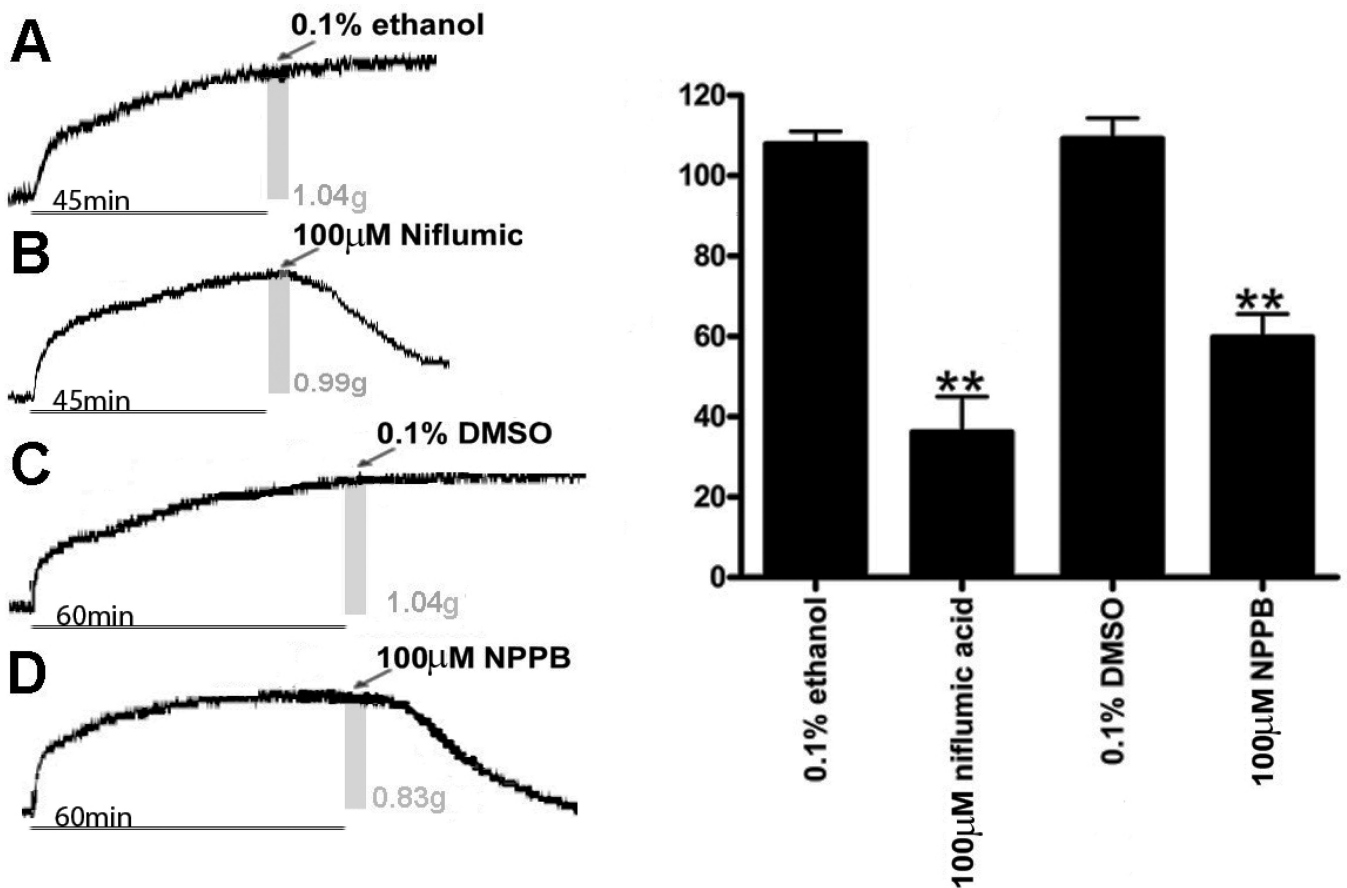 A
0.1% ethanol
45min
1.04g
B
100µM Niflumic
45min
0.99g
C
0.1% DMSO
60min
1.04g
D
100µM NPPB
60min
0.83g
120
100
80
60
40
20
0
**
**
0.1% ethanol
100µM niflumic acid
0.1% DMSO
100µM NPPB